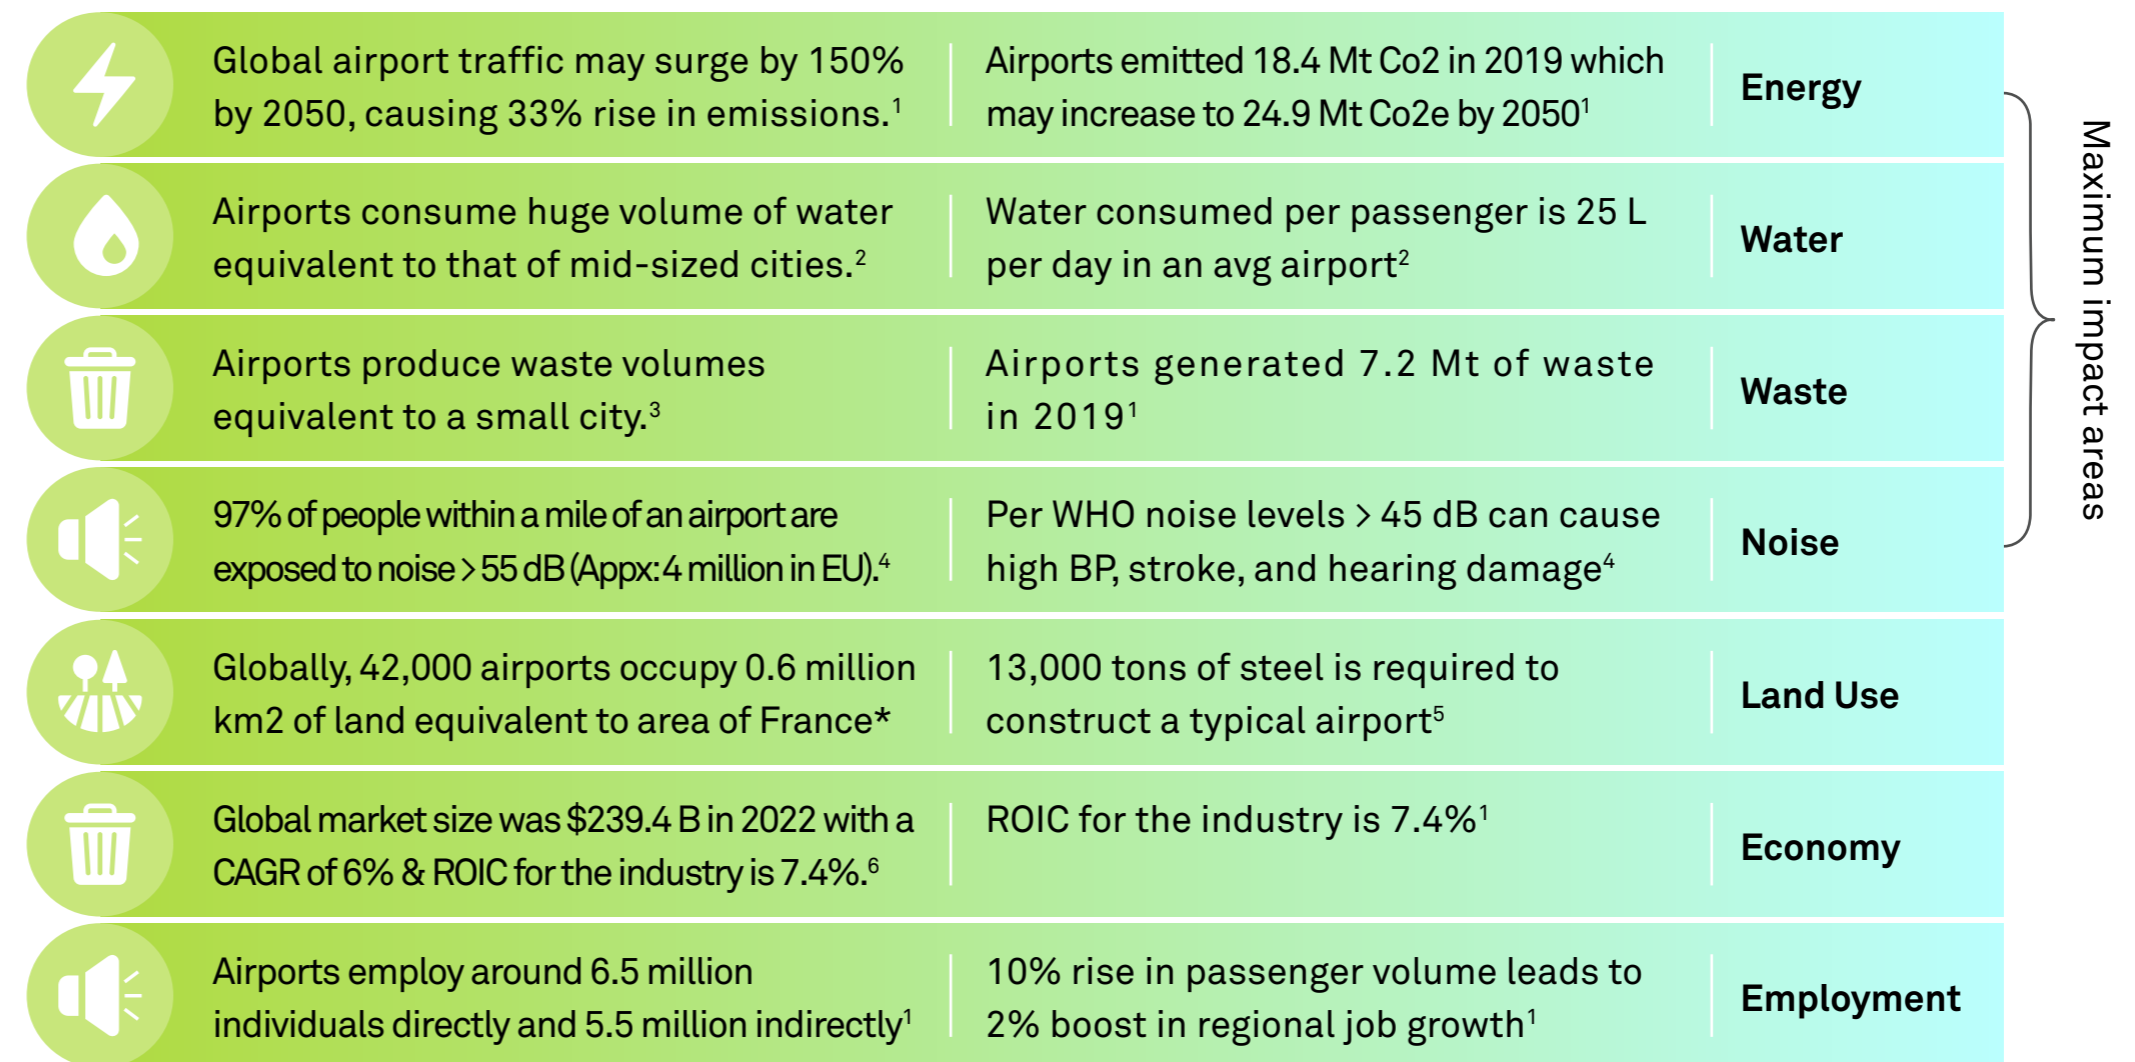 Global airport traffic may surge by 150%
by 2050, causing 33% rise in emissions.¹
Airports emitted 18.4 Mt Co2 in 2019 which
may increase to 24.9 Mt Co2e by 2050¹
Energy
Airports consume huge volume of water
equivalent to that of mid-sized cities.²
Water consumed per passenger is 25 L
per day in an avg airport²
Water
Airports produce waste volumes
equivalent to a small city.³
Airports generated 7.2 Mt of waste
in 2019¹
Waste
97% of people within a mile of an airport are
exposed to noise > 55 dB (Appx: 4 million in EU).⁴
Per WHO noise levels > 45 dB can cause
high BP, stroke, and hearing damage⁴
Noise
Maximum impact areas
Globally, 42,000 airports occupy 0.6 million
km2 of land equivalent to area of France*
13,000 tons of steel is required to
construct a typical airport⁵
Land Use
Global market size was $239.4 B in 2022 with a
CAGR of 6% & ROIC for the industry is 7.4%.⁶
ROIC for the industry is 7.4%¹
Economy
Airports employ around 6.5 million
individuals directly and 5.5 million indirectly¹
10% rise in passenger volume leads to
2% boost in regional job growth¹
Employment